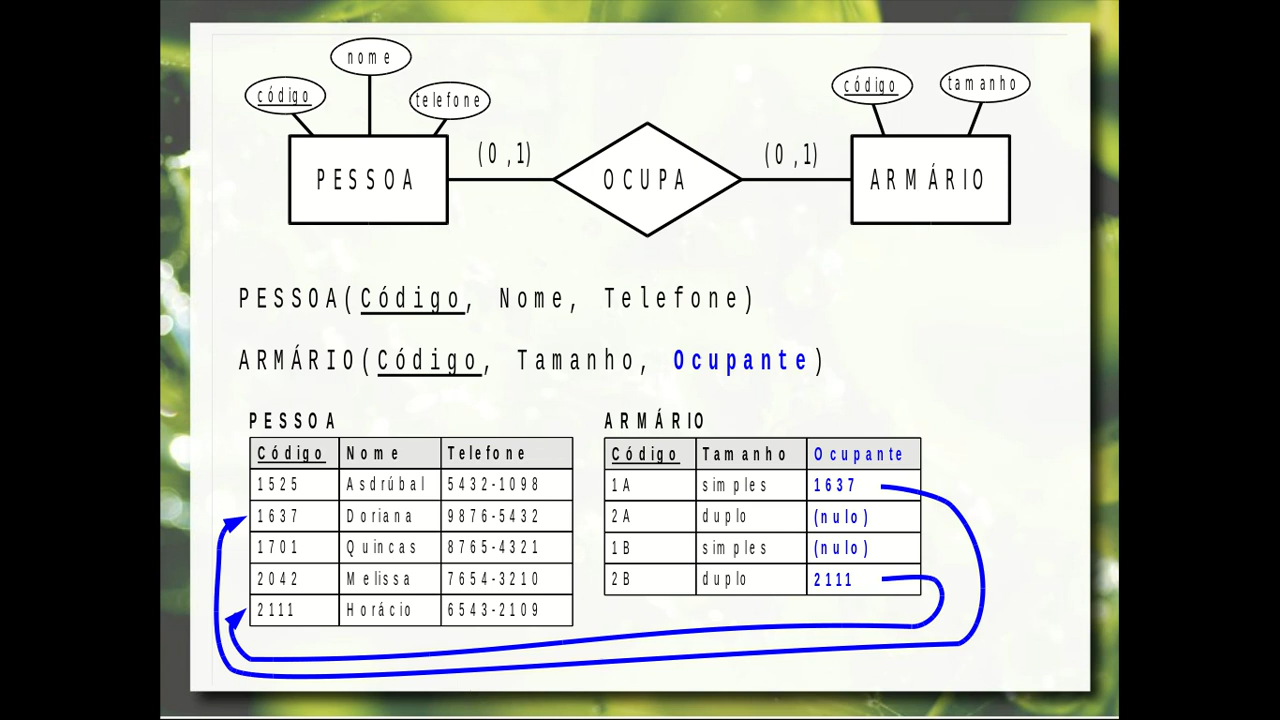 nome
código
telefone
código
tamanho
PESSOA
(0,1)
OCUPA
(0,1)
ARMÁRIO
PESSOA(Código, Nome, Telefone)
ARMÁRIO(Código, Tamanho, Ocupante)
PESSOA
Código Nome Telefone
1525 Asdrúbal 5432-1098
1637 Doriana 9876-5432
1701 Quincas 8765-4321
2042 Melissa 7654-3210
2111 Horácio 6543-2109
ARMÁRIO
Código Tamanho Ocupante
1A simples 1637
2A duplo (nulo)
1B simples (nulo)
2B duplo 2111